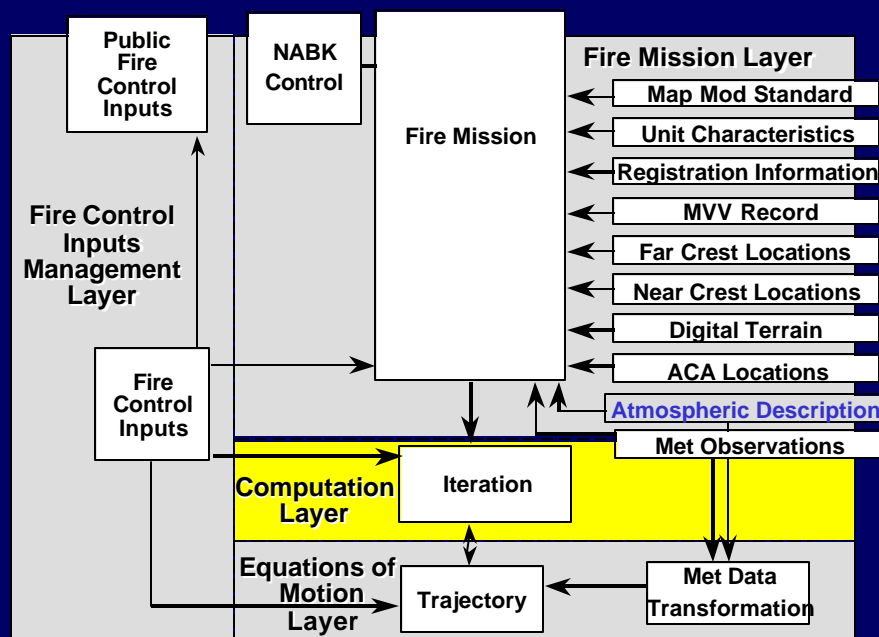 Public
Fire
Control
Inputs
NABK
Control
Fire Mission
Fire Mission Layer
Map Mod Standard
Unit Characteristics
Registration Information
MVV Record
Far Crest Locations
Near Crest Locations
Digital Terrain
ACA Locations
Atmospheric Description
Met Observations
Fire Control
Inputs
Management
Layer
Fire
Control
Inputs
Computation
Layer
Iteration
Equations of
Motion
Layer
Trajectory
Met Data
Transformation